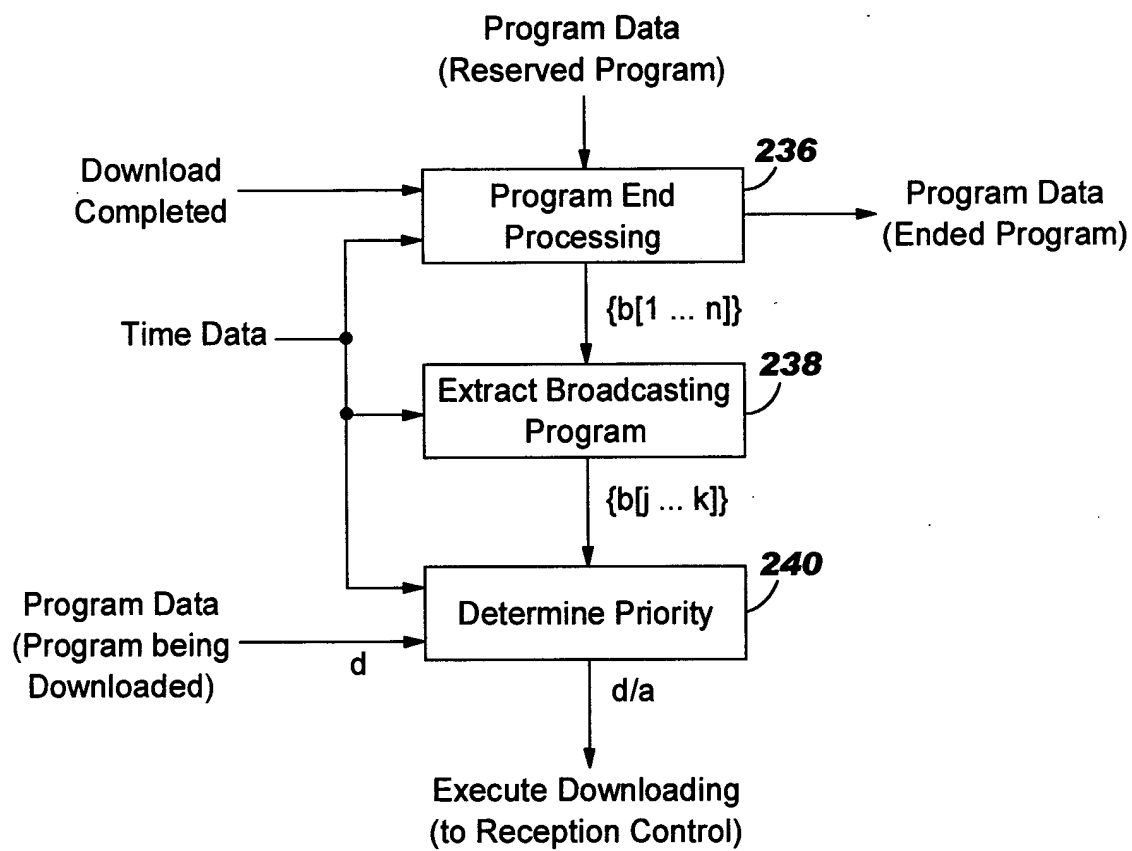 Program Data
(Reserved Program)
236
Download
Completed
Program End
Processing
Program Data
(Ended Program)
{b[1 ... n]}
Time Data
238
Extract Broadcasting
Program
{b[j ... k]}
240
Program Data
(Program being
Downloaded)
d
Determine Priority
d/a
Execute Downloading
(to Reception Control)